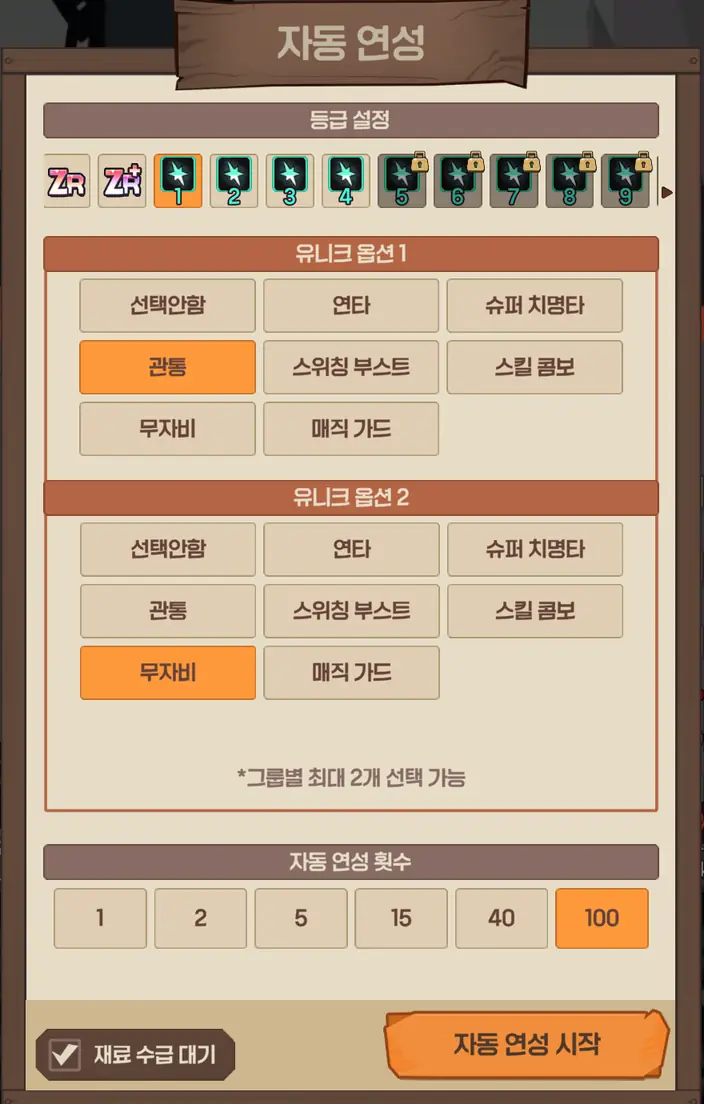 자동 연성
등급 설정
ZR ZR+ 1 2 3 4 5 6 7 8 9
유니크 옵션 1
선택안함 연타 슈퍼 치명타
관통 스위칭 부스트 스킬 콤보
무자비 매직 가드
유니크 옵션 2
선택안함 연타 슈퍼 치명타
관통 스위칭 부스트 스킬 콤보
무자비 매직 가드
*그룹별 최대 2개 선택 가능
자동 연성 횟수
1 2 5 15 40 100
재료 수급 대기 자동 연성 시작